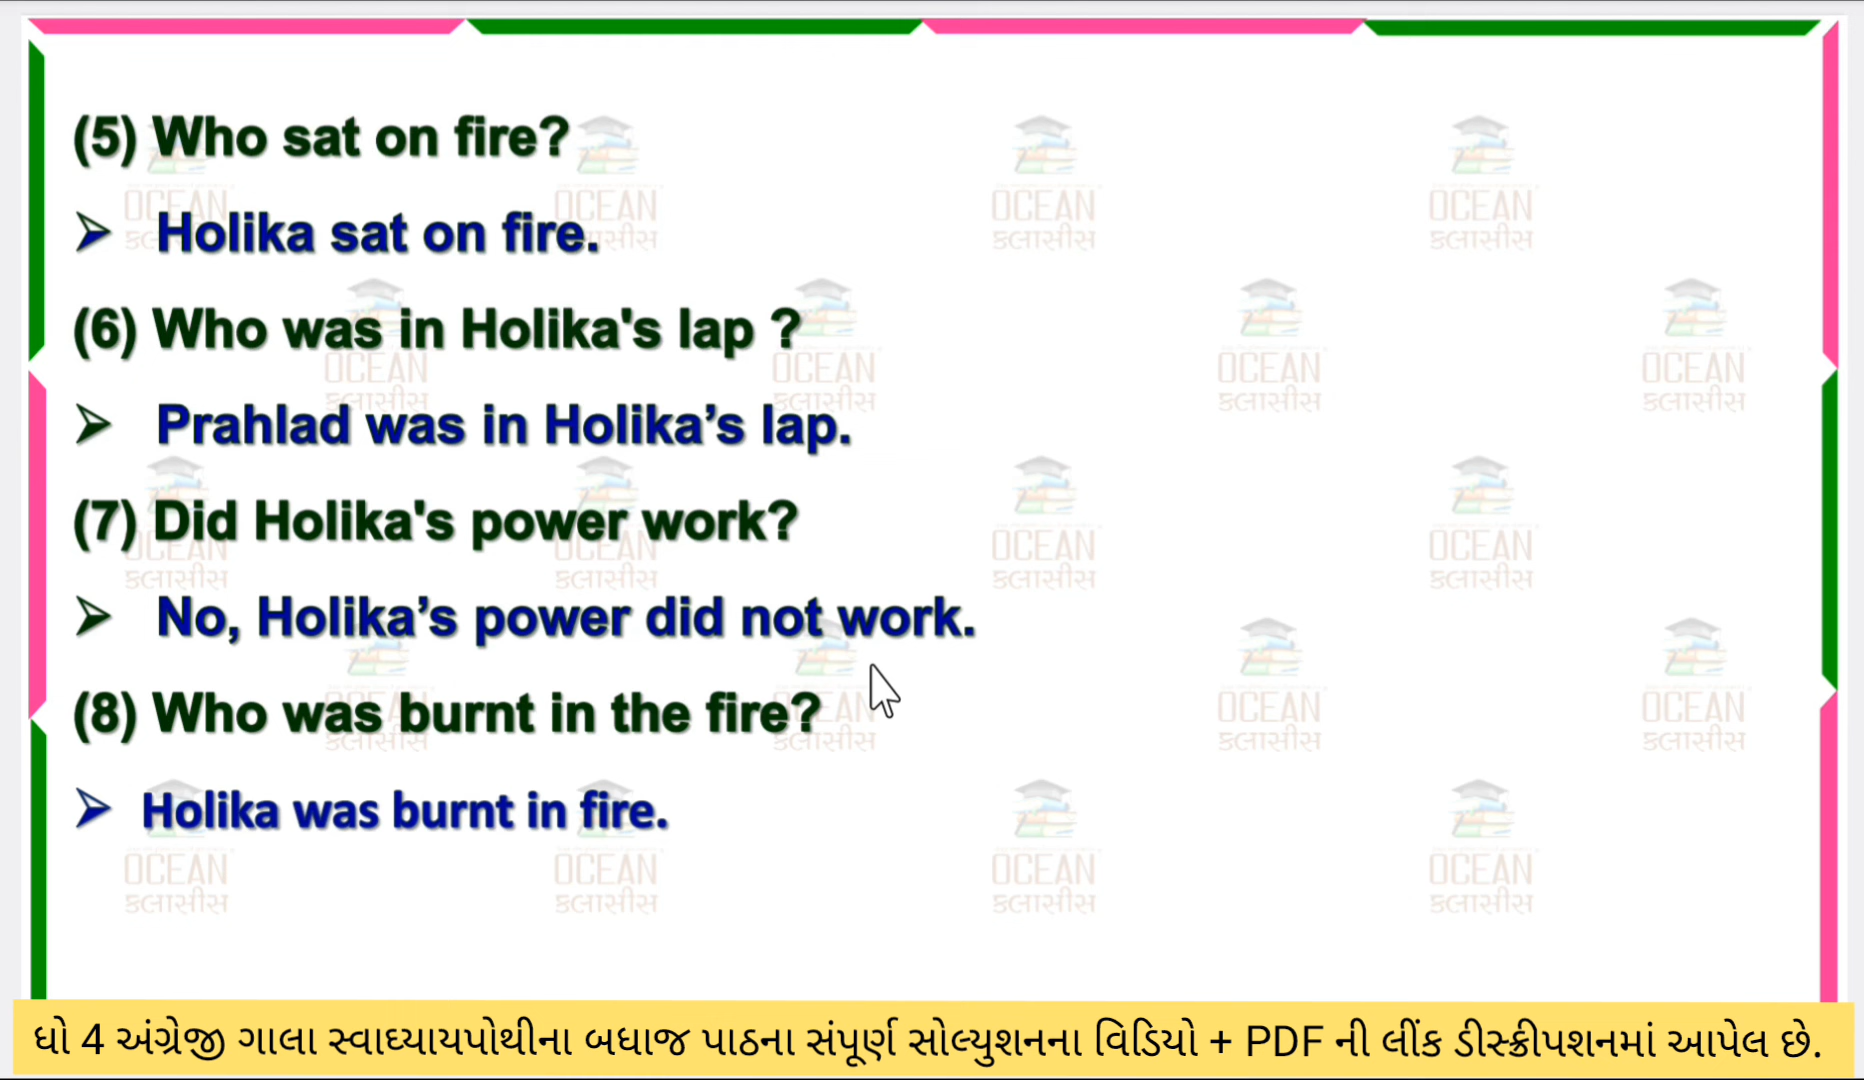 (5) Who sat on fire?
➢ Holika sat on fire.
(6) Who was in Holika's lap ?
➢ Prahlad was in Holika’s lap.
(7) Did Holika's power work?
➢ No, Holika’s power did not work.
(8) Who was burnt in the fire?
➢ Holika was burnt in fire.
OCEAN
ક્લાસીસ
ધો 4 અંગ્રેજી ગાલા સ્વાધ્યાયપોથીના બધાજ પાઠના સંપૂર્ણ સોલ્યુશનના વિડિયો + PDF ની લીંક ડીસ્ક્રીપશનમાં આપેલ છે.